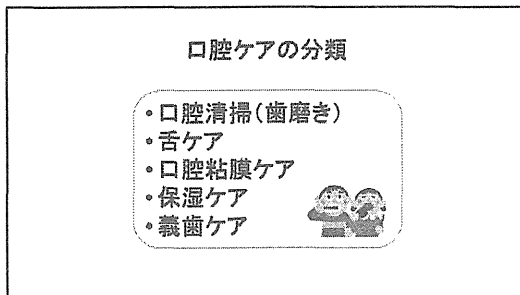 口腔ケアの分類
・口腔清掃(歯磨き)
・舌ケア
・口腔粘膜ケア
・保湿ケア
・義歯ケア